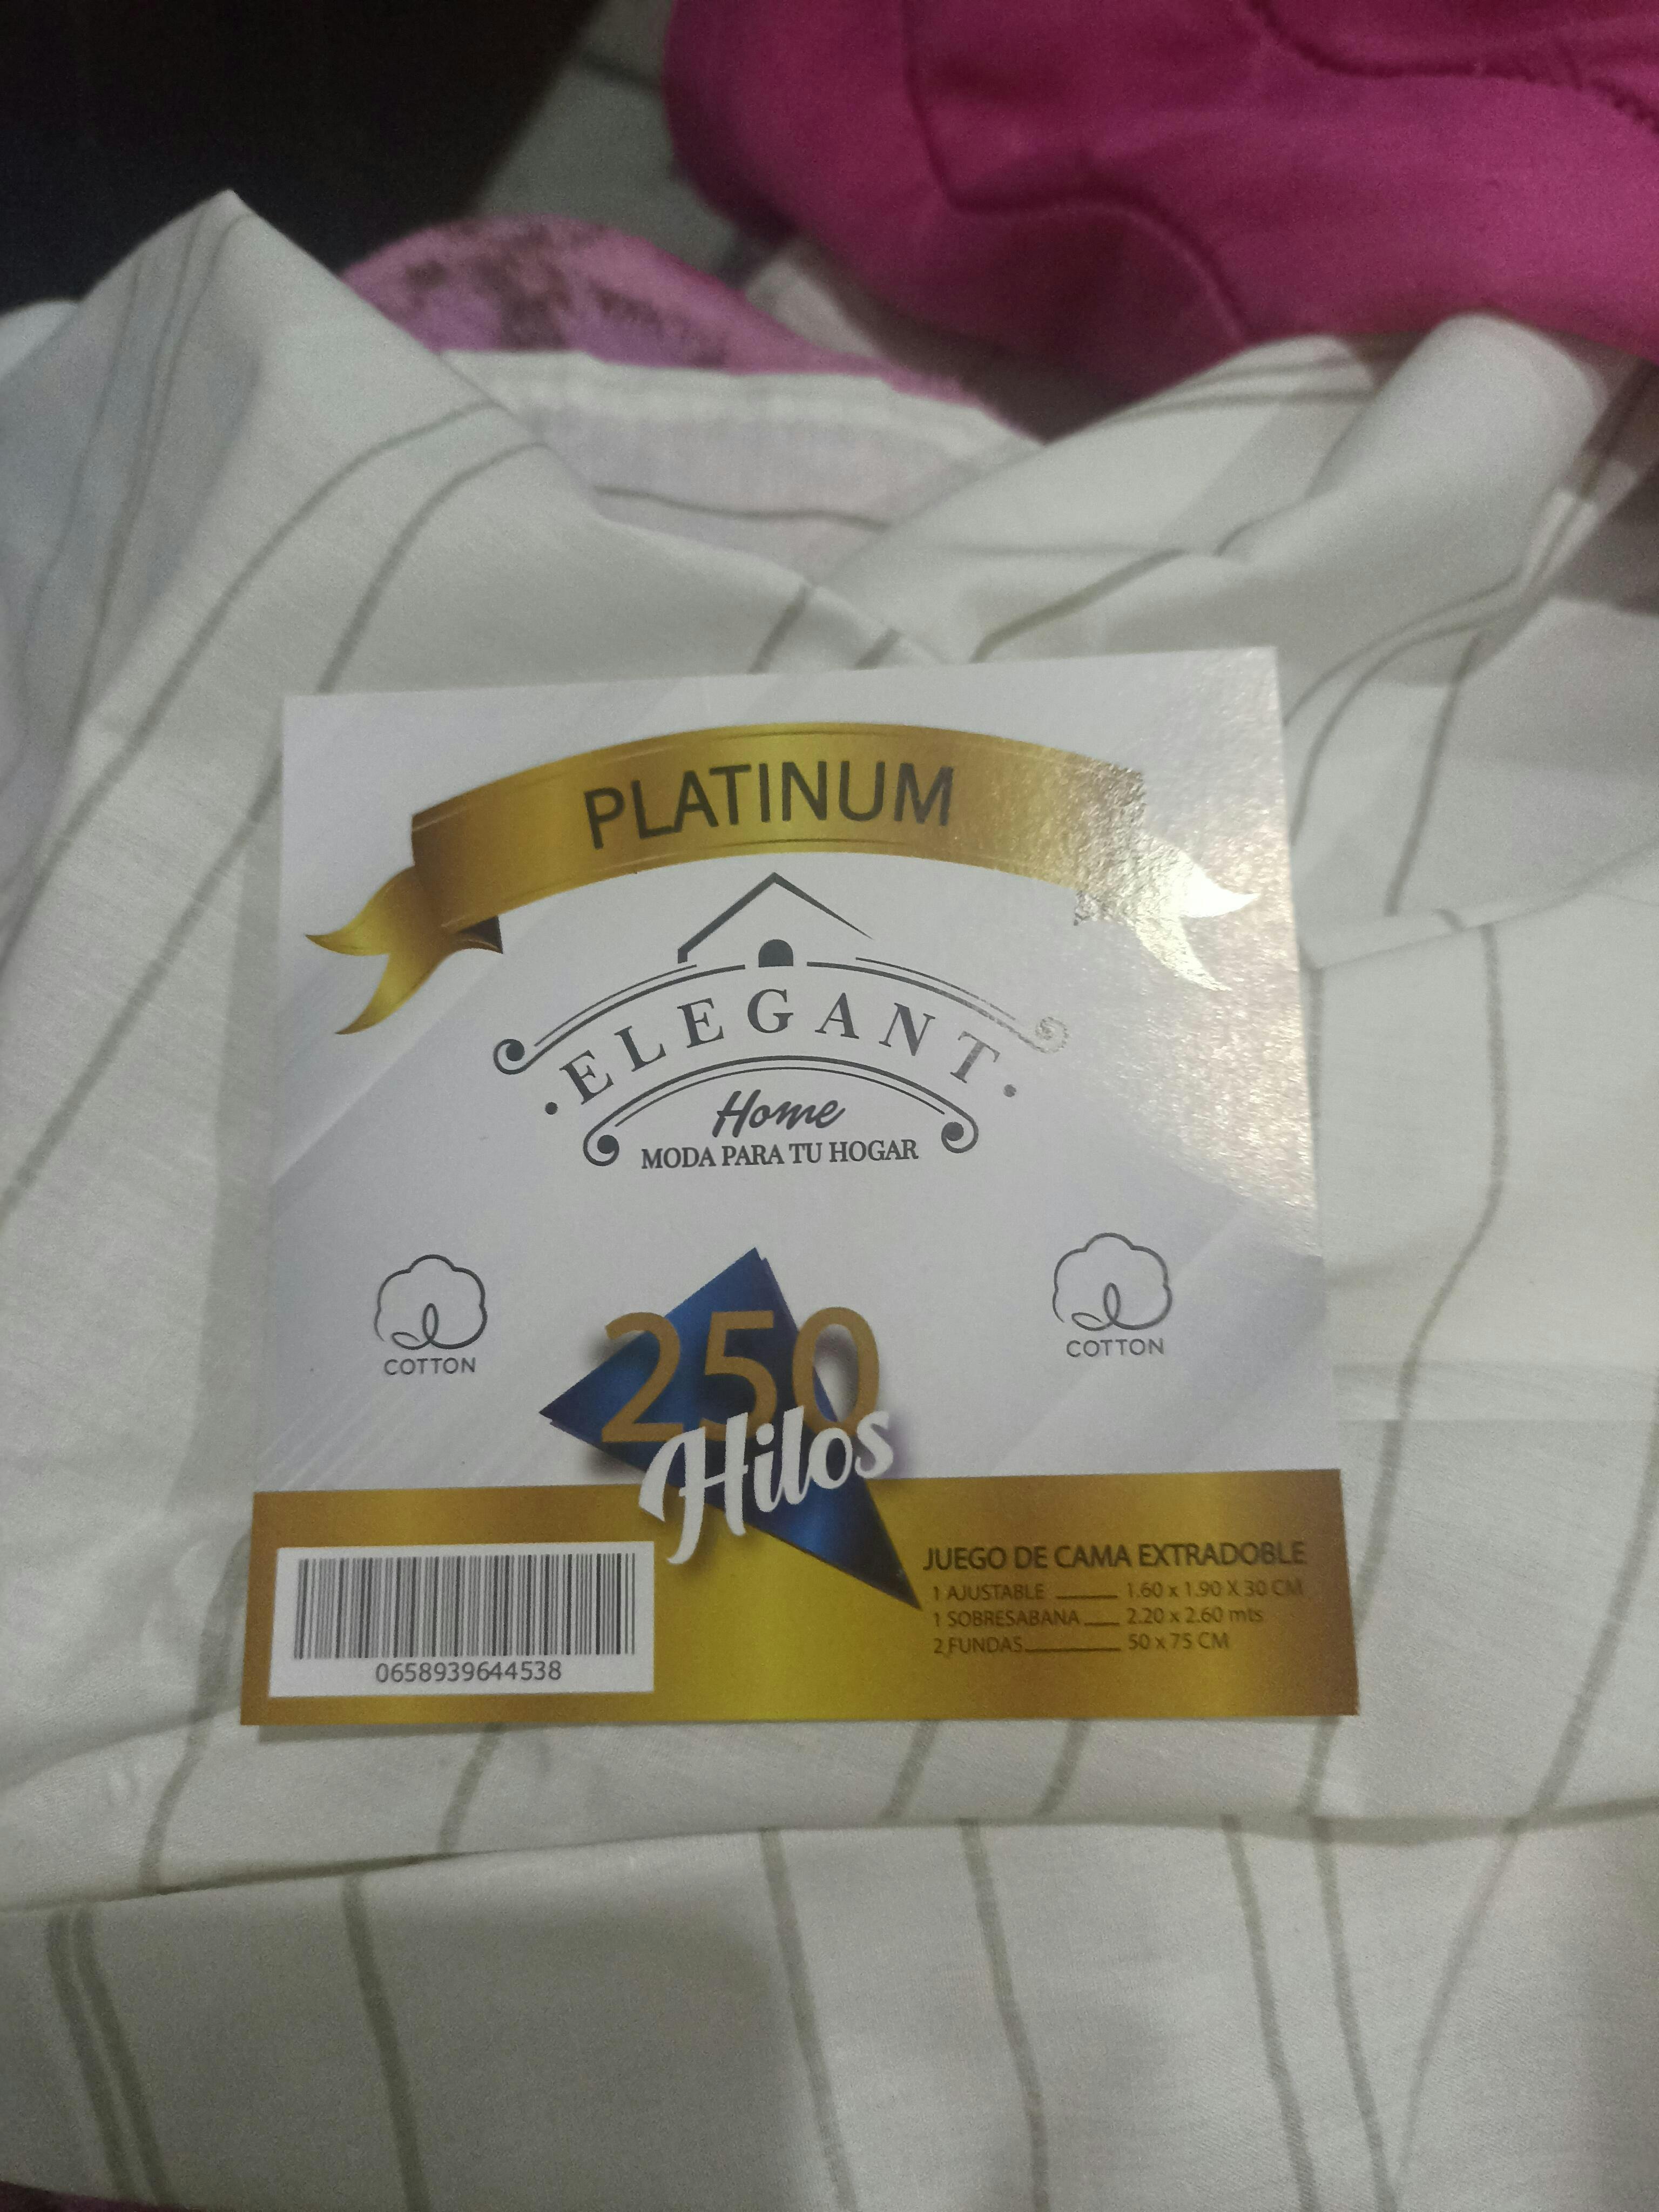 PLATINUM
ELEGANT
Home
MODA PARA TU HOGAR
COTTON
COTTON
250
Hilos
JUEGO DE CAMA EXTRADOBLE
1 AJUSTABLE 1.60 x 1.90 X 30 CM
1 SOBRESABANA 2.20 x 2.60 mts
2 FUNDAS 50 x 75 CM
0658939644538